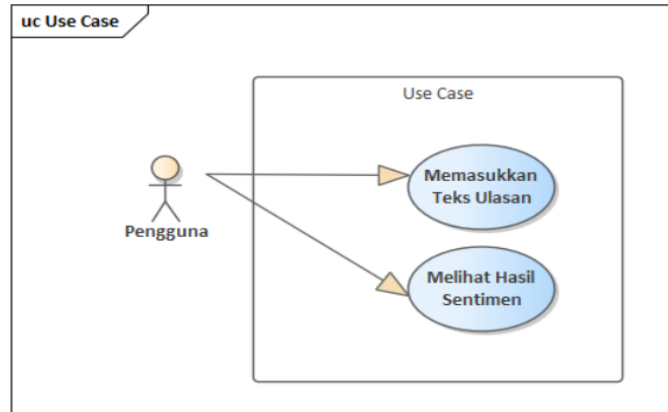 uc Use Case
Use Case
Memasukkan
Teks Ulasan
Pengguna
Melihat Hasil
Sentimen